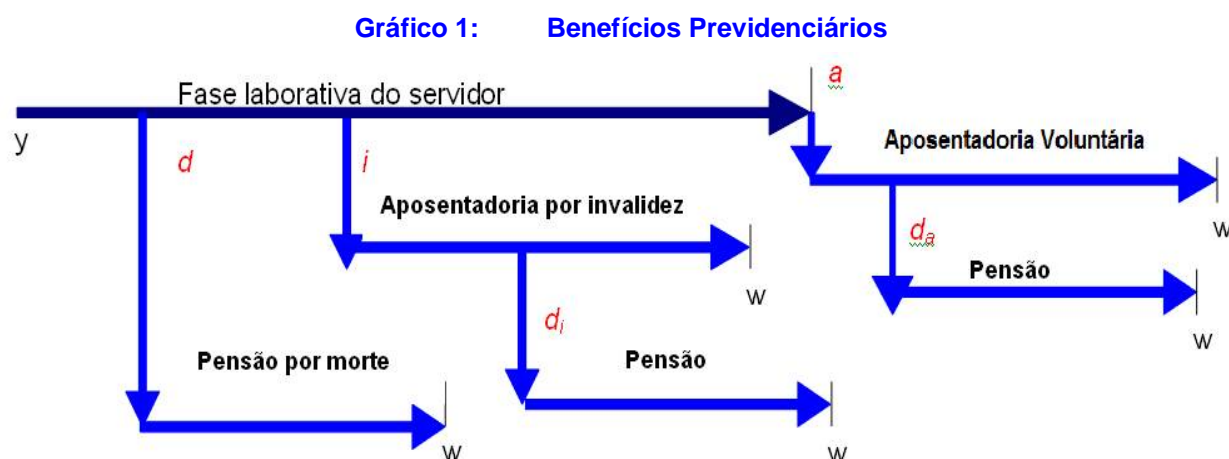 Gráfico 1: Benefícios Previdenciários
Fase laborativa do servidor
a
y
d
i
Aposentadoria Voluntária
Aposentadoria por invalidez
w
da
Pensão
w
di
w
Pensão por morte
Pensão
w
w